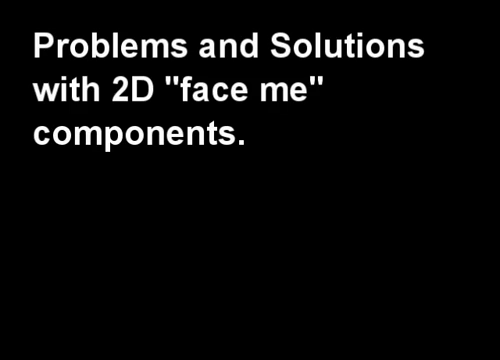 Problems and Solutions
with 2D "face me"
components.